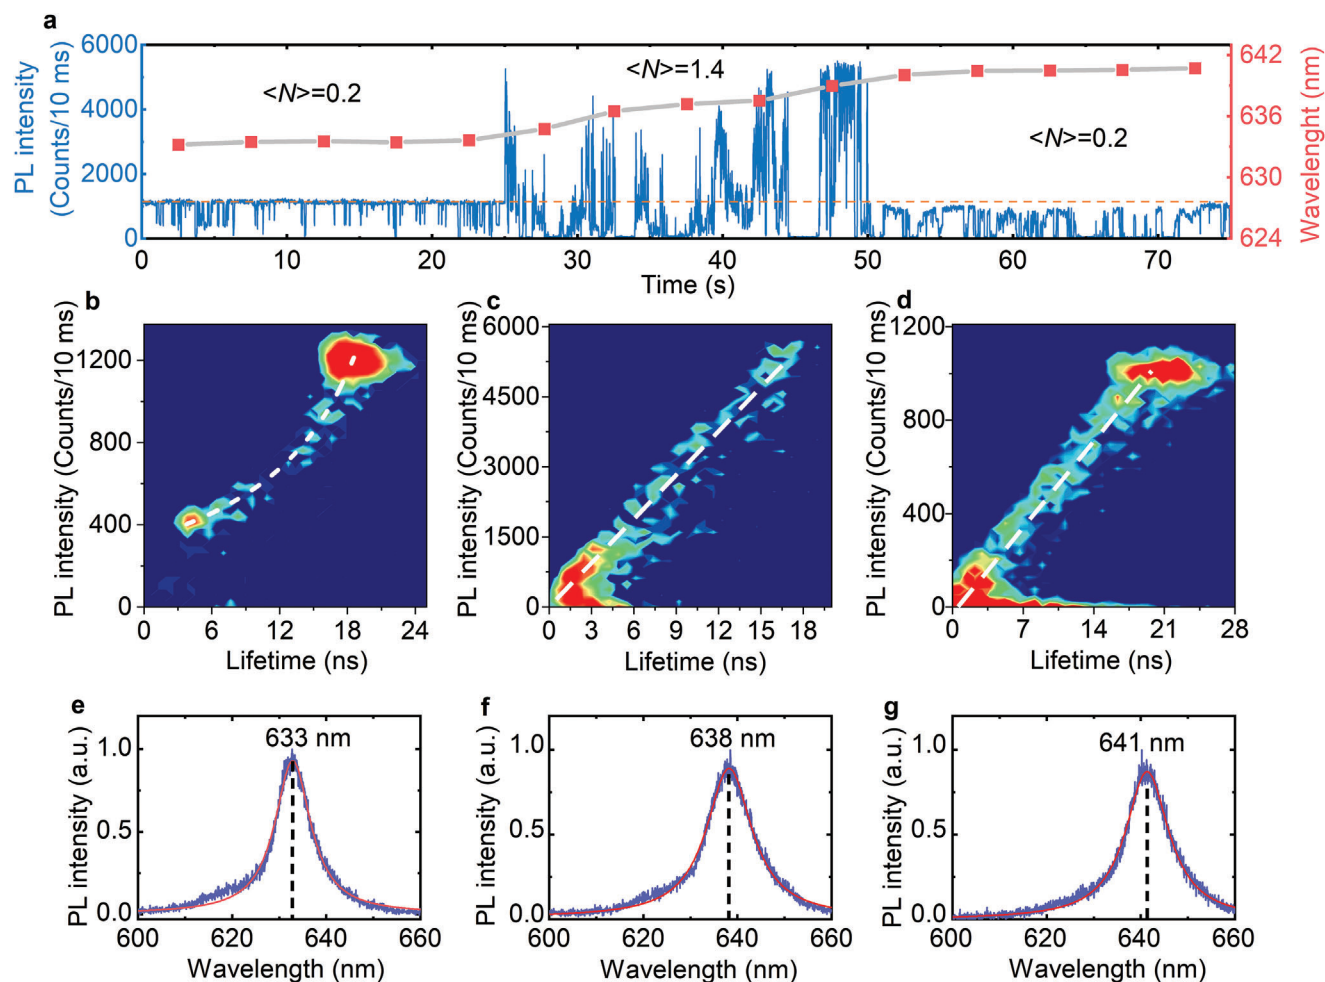 a
PL intensity
(Counts/10 ms)
6000
4000
2000
0
<N>=0.2
<N>=1.4
<N>=0.2
642
636
630
624
Wavelenght (nm)
0 10 20 30 40 50 60 70
Time (s)
b
PL intensity (Counts/10 ms)
1200
800
400
0
0 6 12 18 24
Lifetime (ns)
c
PL intensity (Counts/10 ms)
6000
4500
3000
1500
0
0 3 6 9 12 15 18
Lifetime (ns)
d
PL intensity (Counts/10 ms)
1200
800
400
0
0 7 14 21 28
Lifetime (ns)
e
PL intensity (a.u.)
1.0
0.5
0.0
633 nm
600 620 640 660
Wavelength (nm)
f
PL intensity (a.u.)
1.0
0.5
0.0
638 nm
600 620 640 660
Wavelength (nm)
g
PL intensity (a.u.)
1.0
0.5
0.0
641 nm
600 620 640 660
Wavelength (nm)